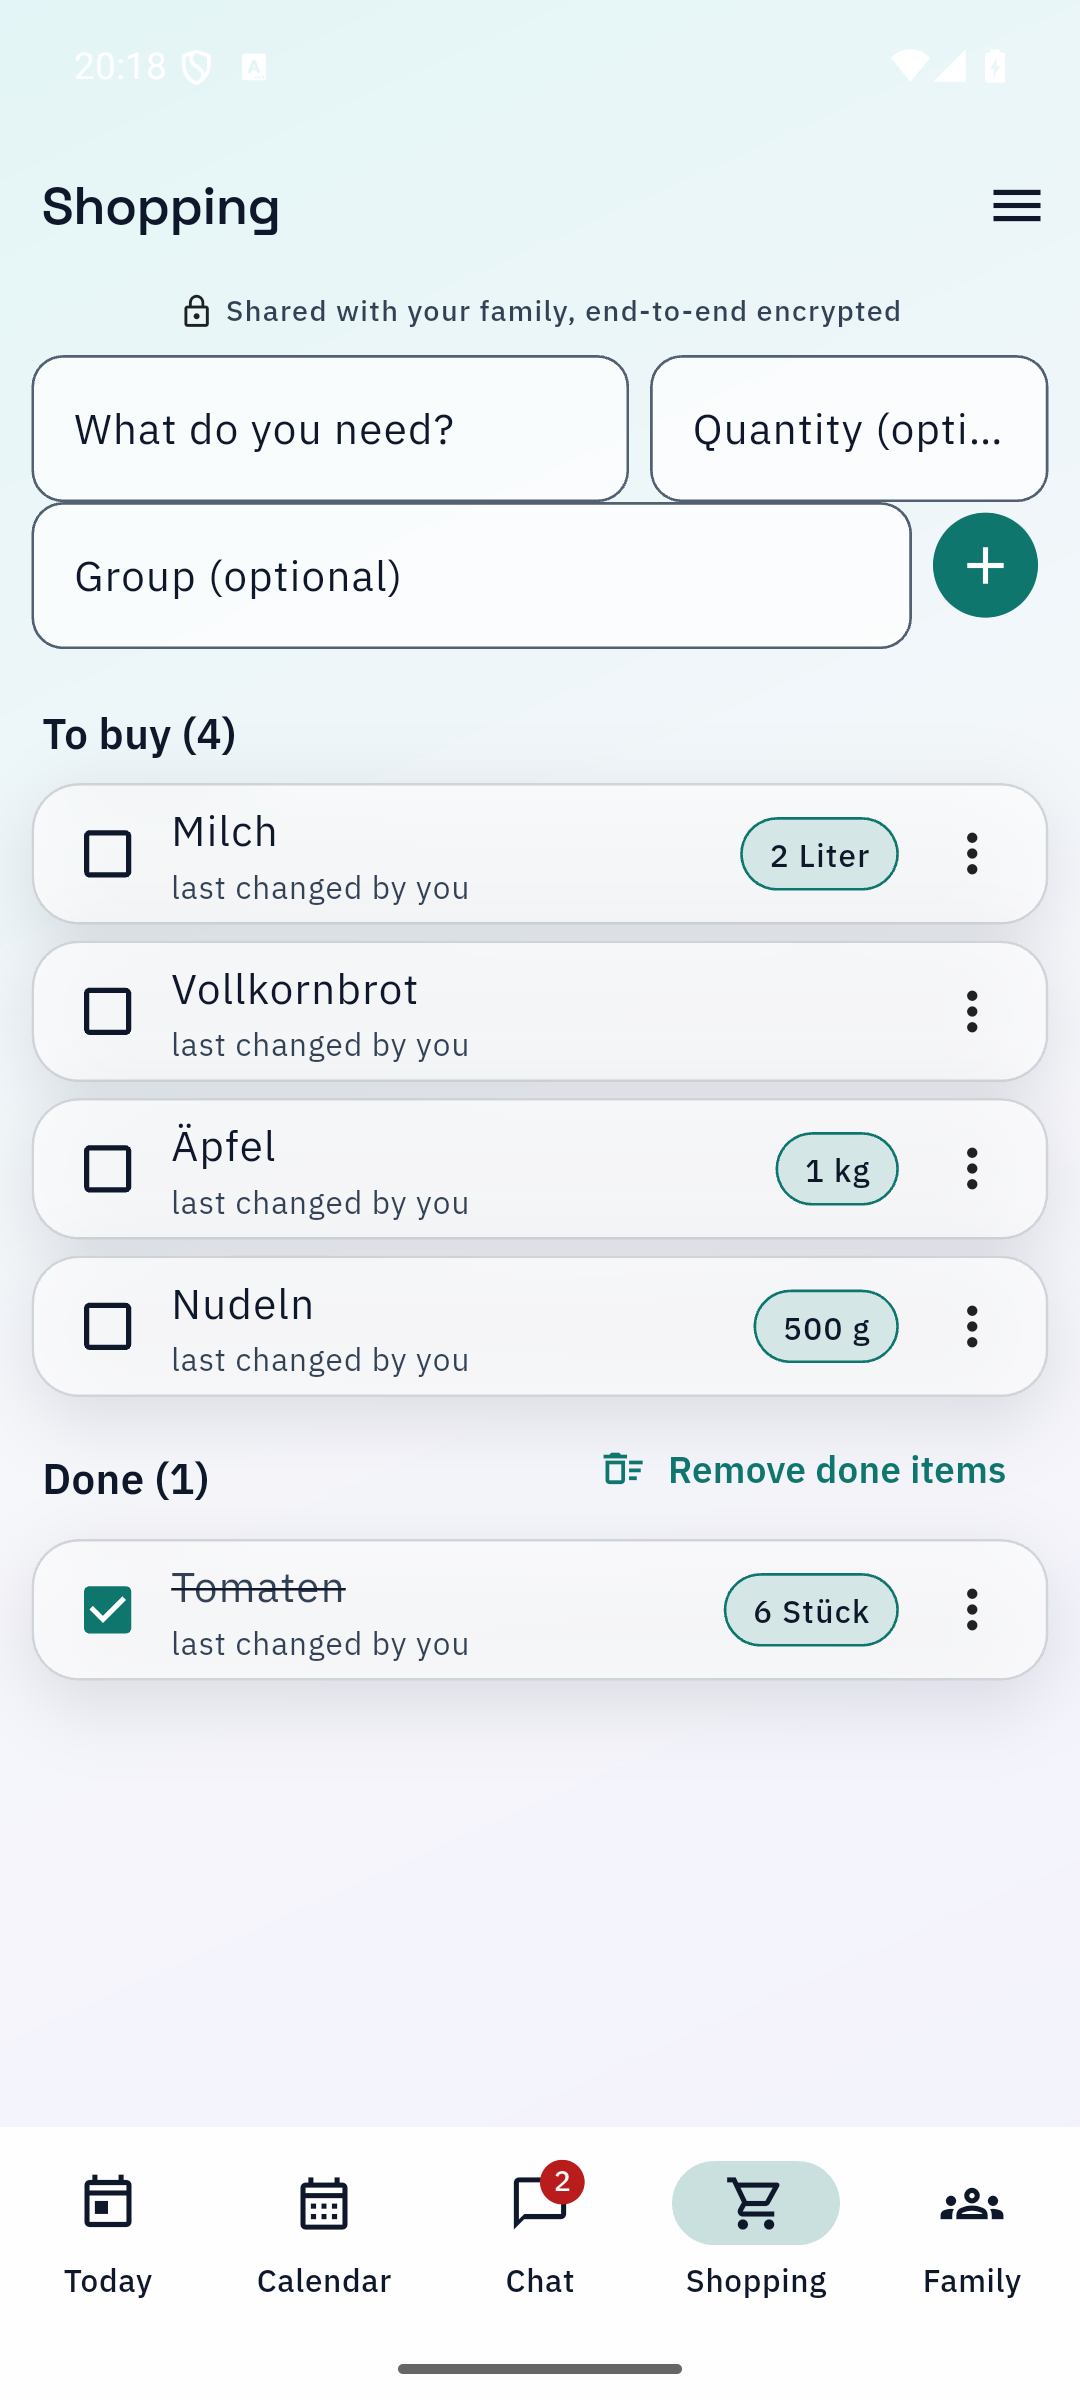 20:18
Shopping
Shared with your family, end-to-end encrypted
What do you need?
Quantity (opti...
Group (optional)
To buy (4)
Milch
last changed by you
2 Liter
Vollkornbrot
last changed by you
Äpfel
last changed by you
1 kg
Nudeln
last changed by you
500 g
Done (1)
Remove done items
Tomaten
last changed by you
6 Stück
2
Today
Calendar
Chat
Shopping
Family